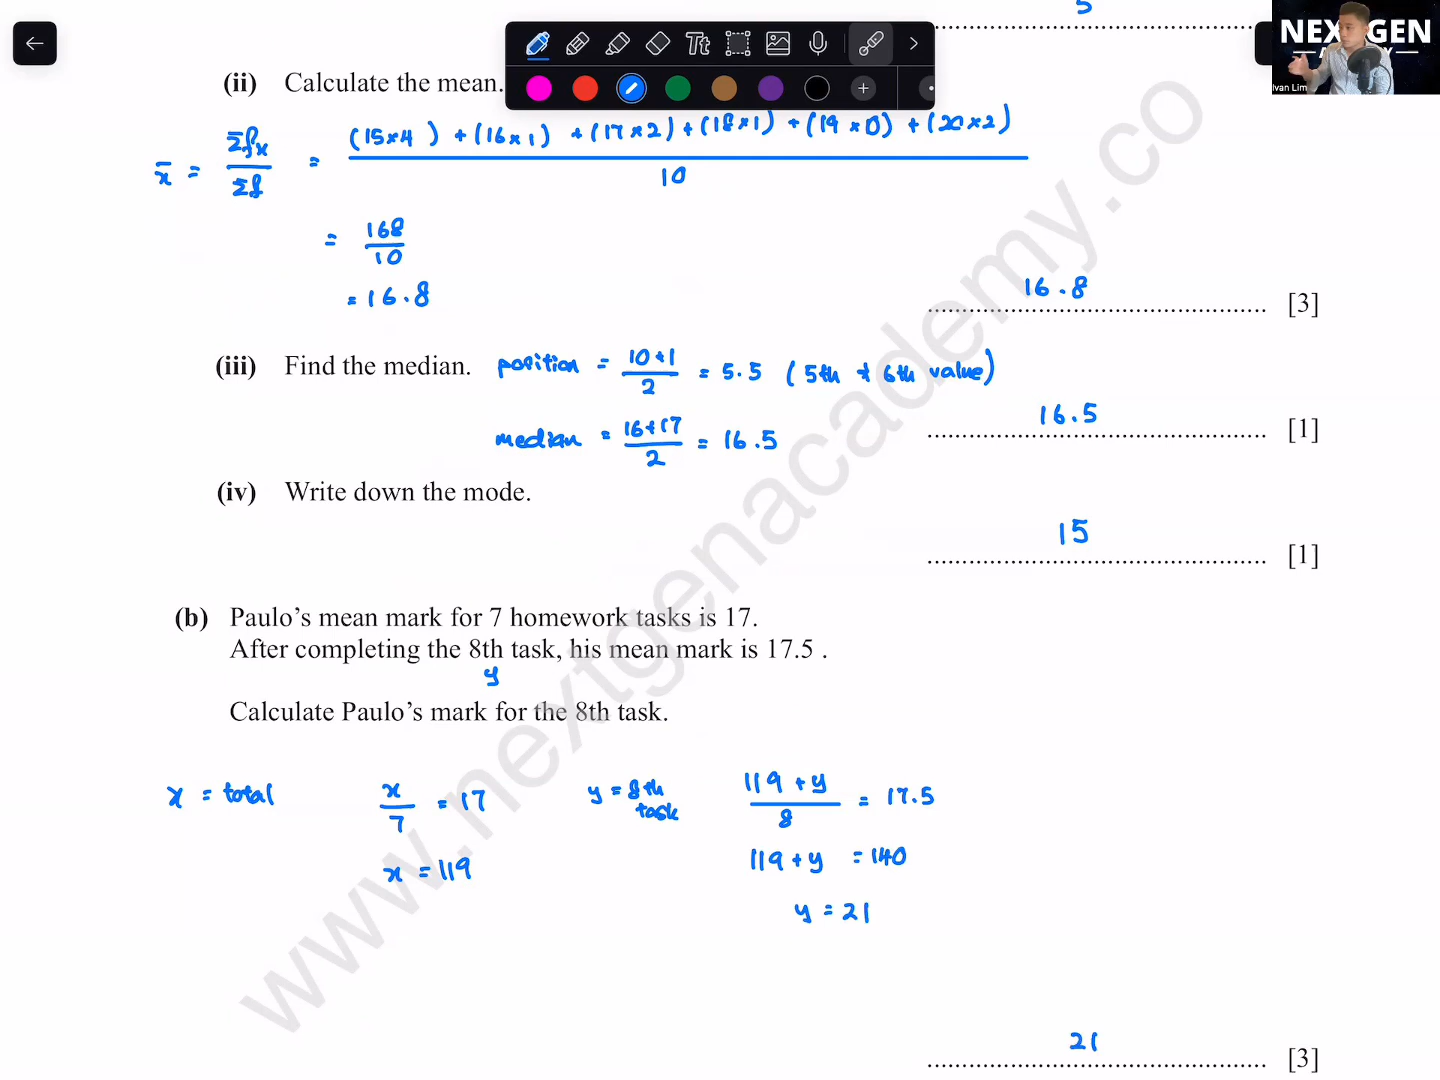 5
NEXTGEN
Ivan Lim
Tt
(ii) Calculate the mean.
x̄ = Σfx / Σf = (15×4) + (16×1) + (17×2) + (18×1) + (19×0) + (20×2) / 10
= 168 / 10
= 16.8
16.8 [3]
(iii) Find the median. position = 10+1 / 2 = 5.5 (5th & 6th value)
median = 16+17 / 2 = 16.5
16.5 [1]
(iv) Write down the mode.
15
[1]
(b) Paulo’s mean mark for 7 homework tasks is 17.
After completing the 8th task, his mean mark is 17.5 .
y
Calculate Paulo’s mark for the 8th task.
x = total x / 7 = 17 y = 8th task 119 + y / 8 = 17.5
x = 119 119 + y = 140
y = 21
21
[3]
www.nextgenacademy.co